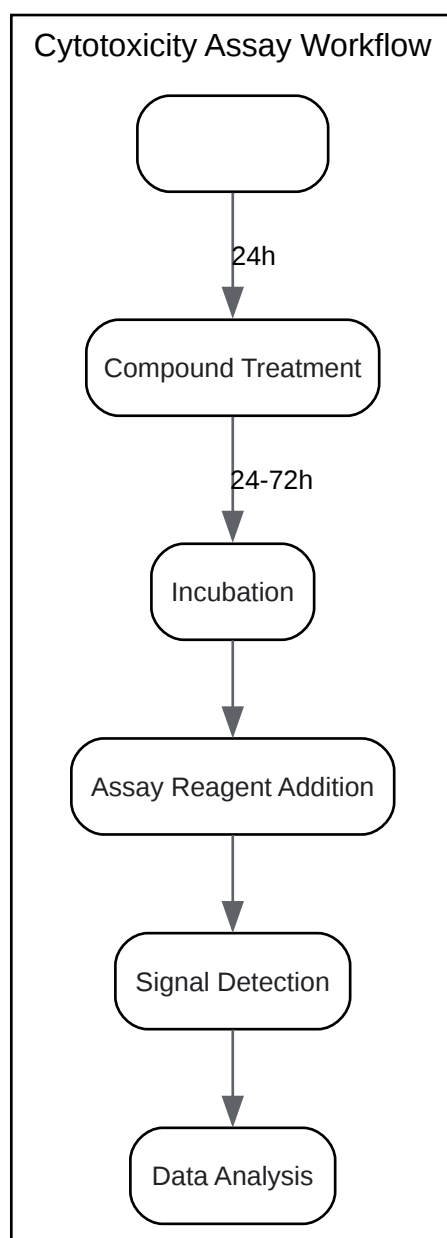 Cytotoxicity Assay Workflow
24h
Compound Treatment
24-72h
Incubation
Assay Reagent Addition
Signal Detection
Data Analysis